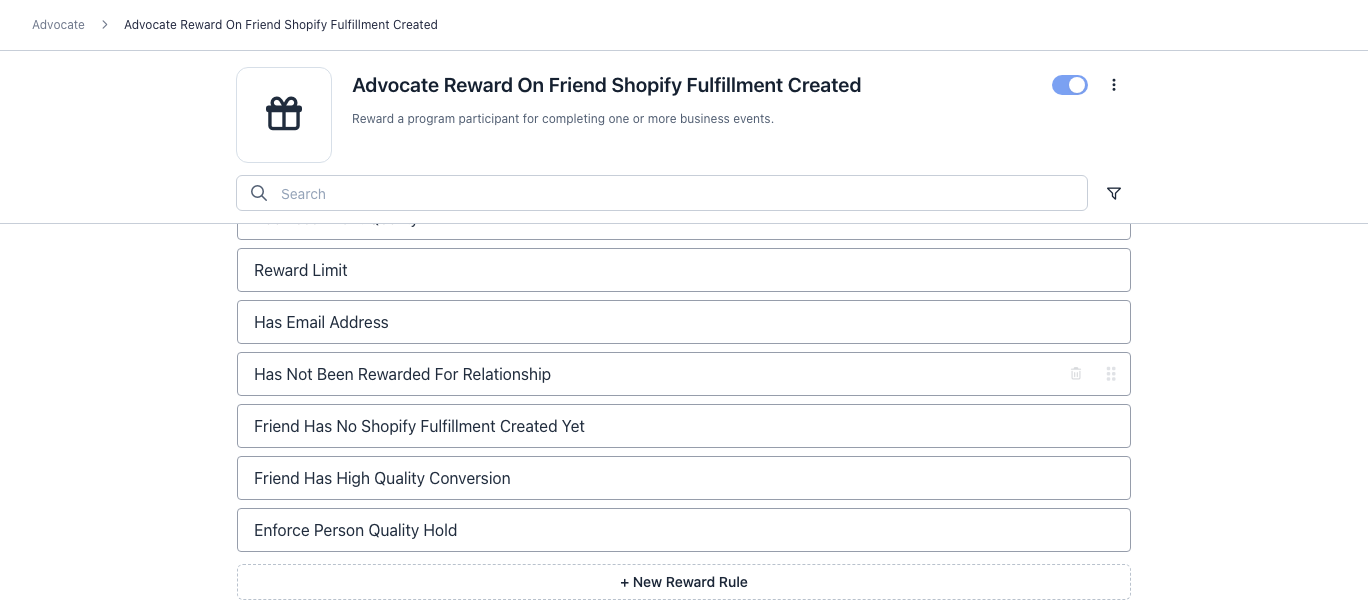 Advocate
Advocate Reward On Friend Shopify Fulfillment Created
Advocate Reward On Friend Shopify Fulfillment Created
Reward a program participant for completing one or more business events.
Search
Reward Limit
Has Email Address
Has Not Been Rewarded For Relationship
Friend Has No Shopify Fulfillment Created Yet
Friend Has High Quality Conversion
Enforce Person Quality Hold
+ New Reward Rule